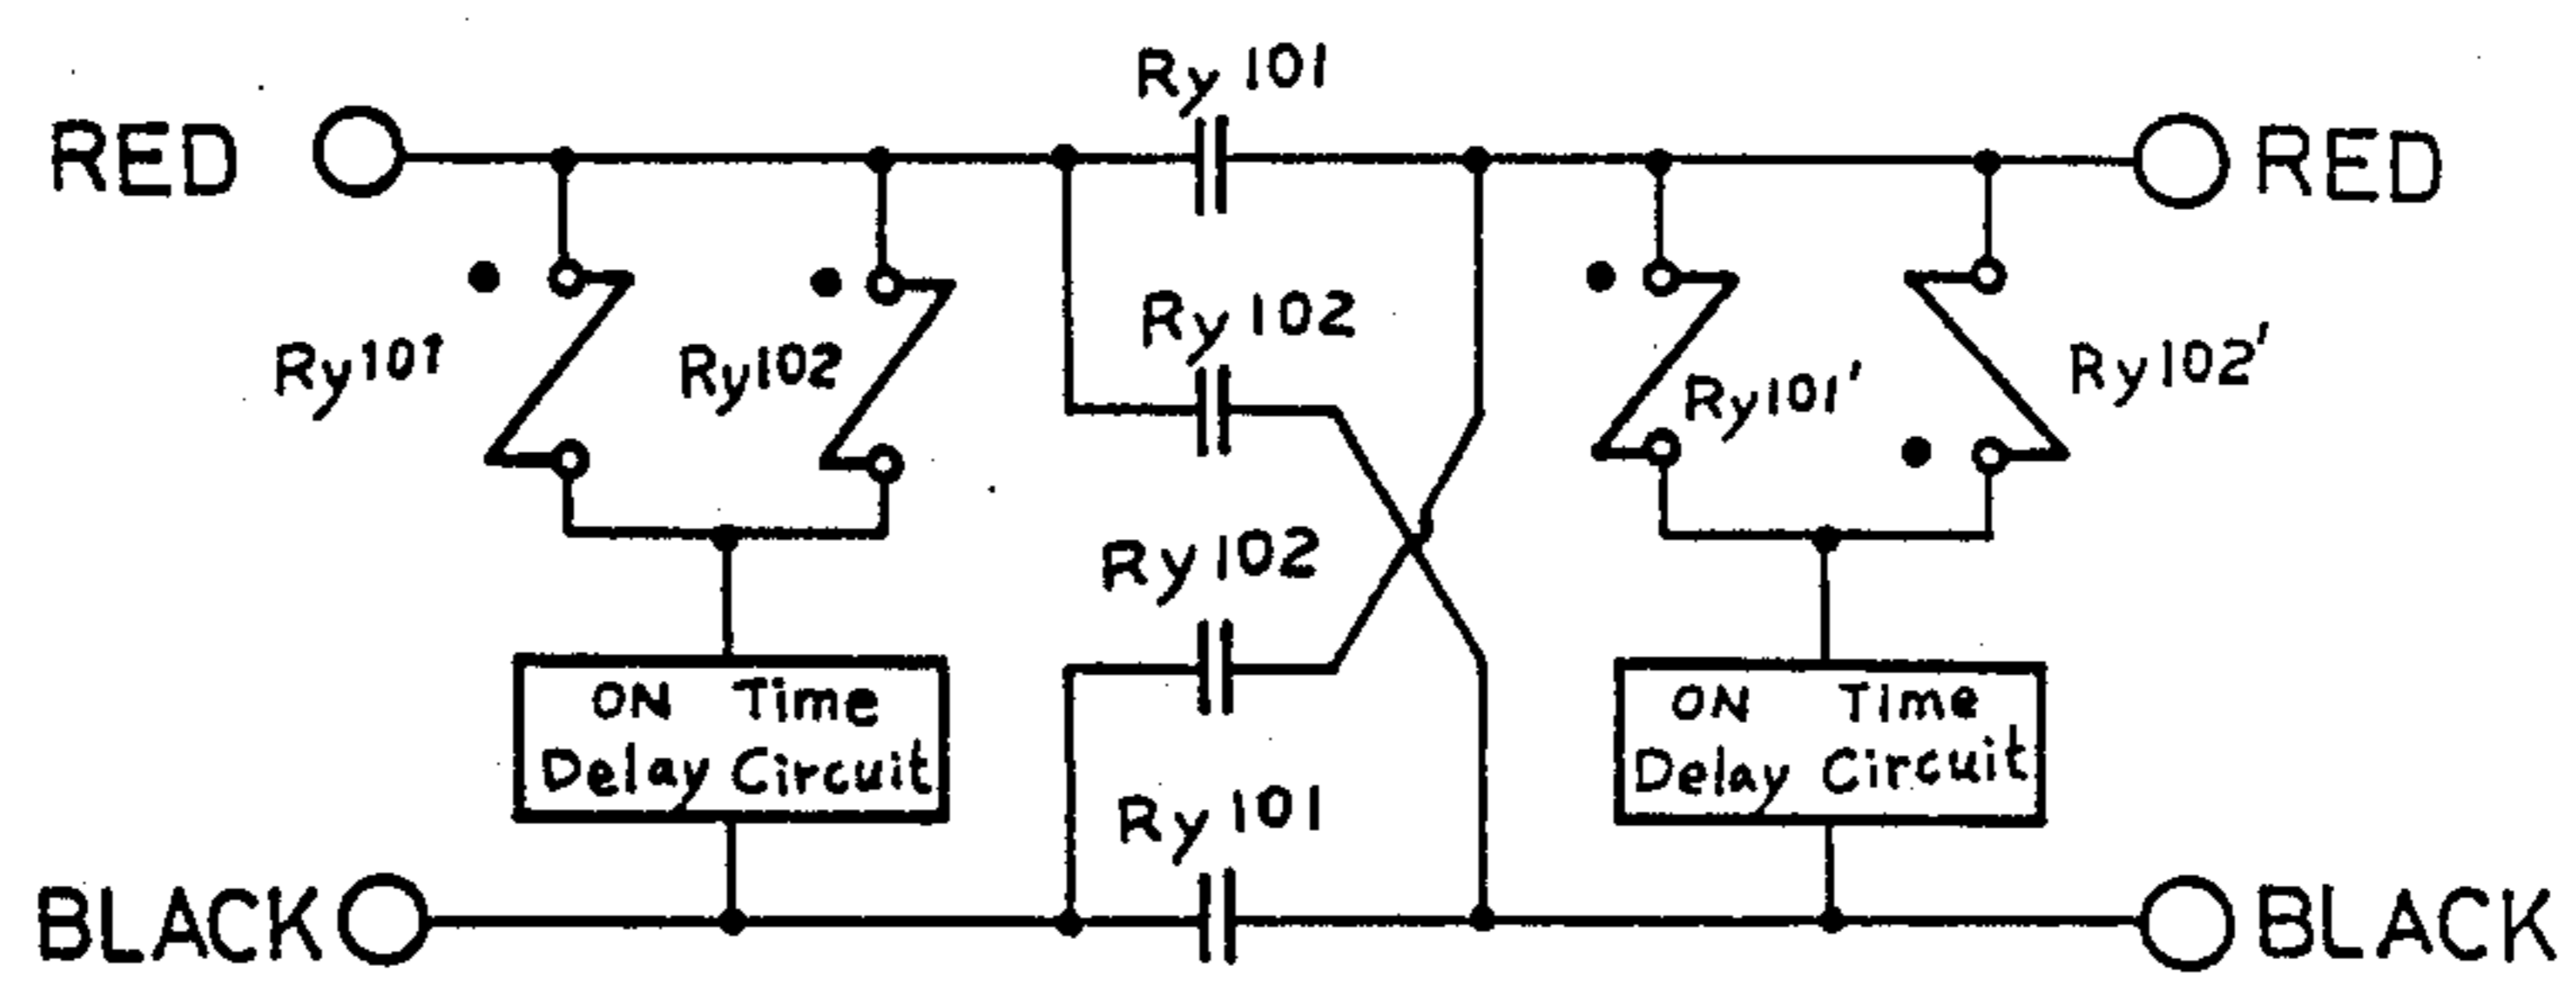 Ry 101
RED
RED
Ry 102
Ry101
Ry102
Ry101'
Ry102'
Ry 102
ON Time
Delay Circuit
ON Time
Delay Circuit
Ry 101
BLACK
BLACK